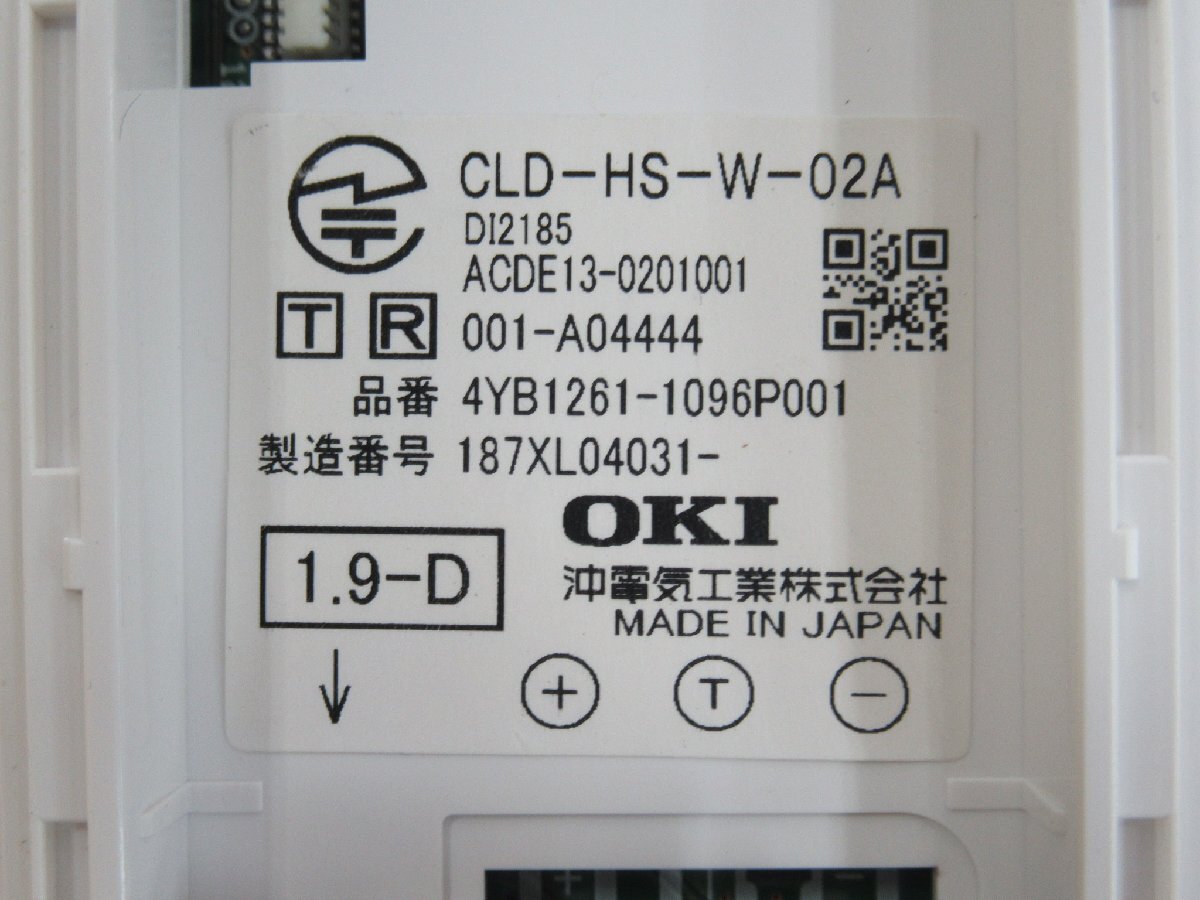 CLD-HS-W-02A
DI2185
ACDE13-0201001
T R 001-A04444
品番 4YB1261-1096P001
製造番号 187XL04031-
OKI
1.9-D
沖電気工業株式会社
MADE IN JAPAN
+ T -